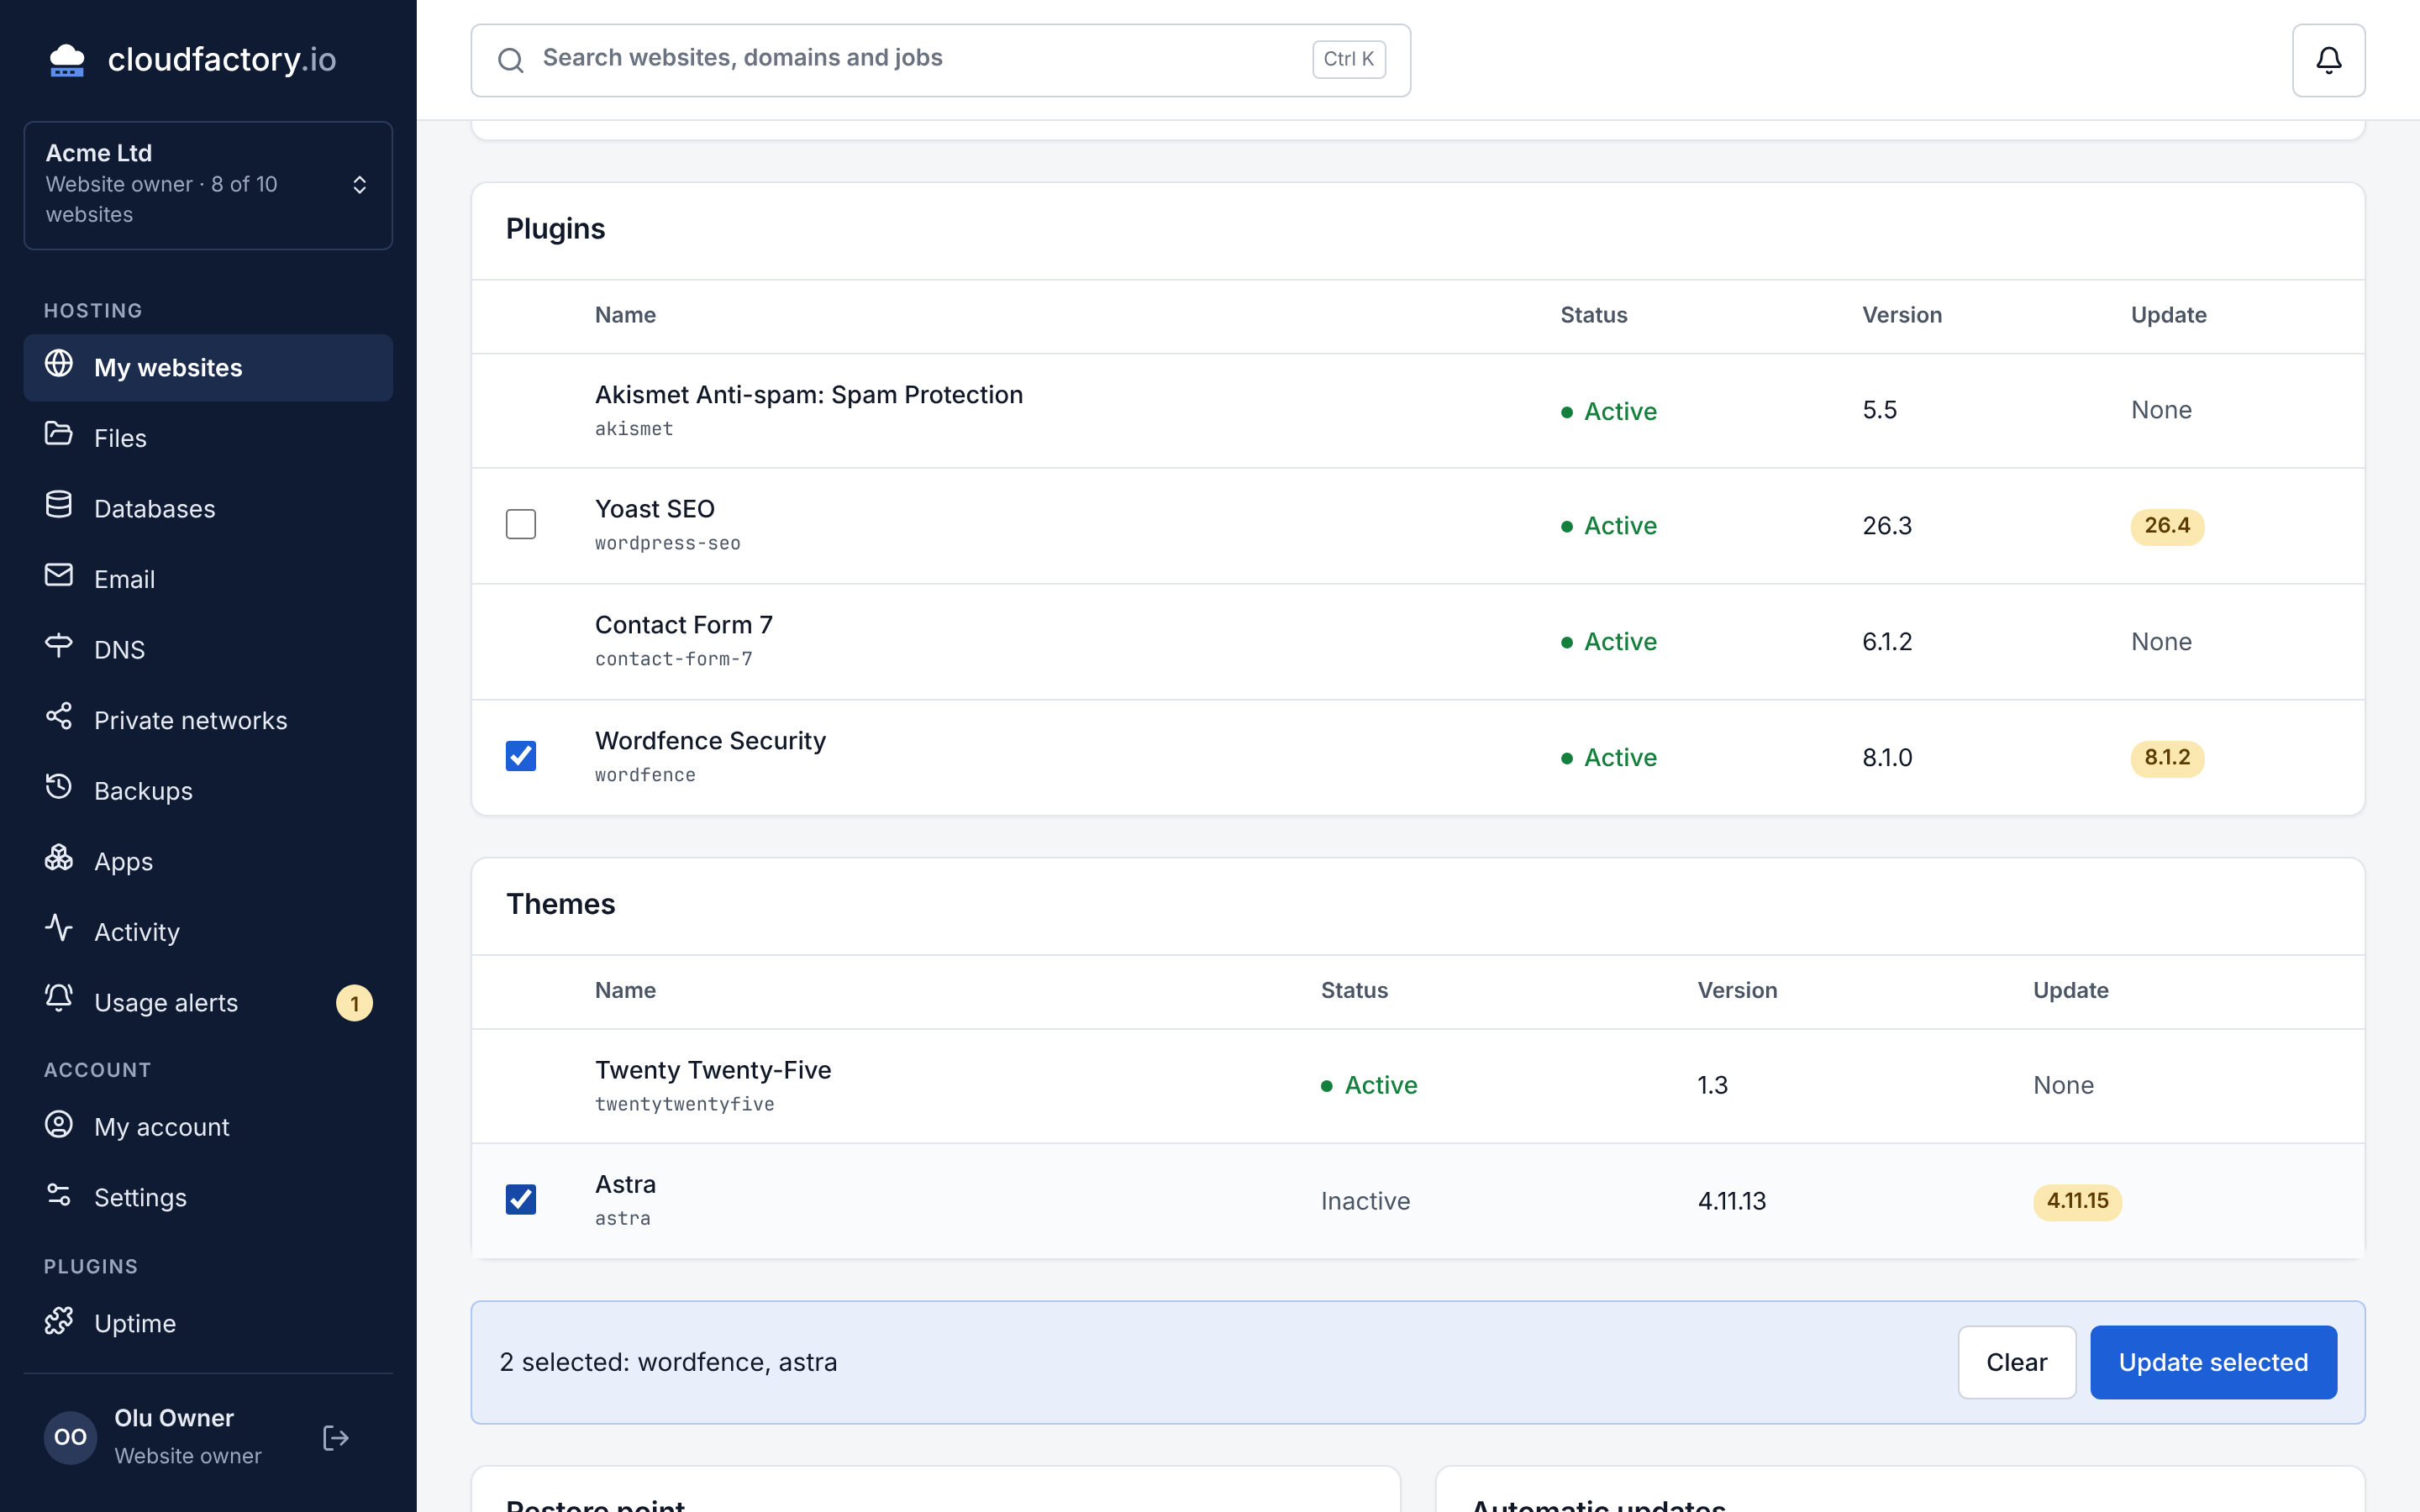 cloudfactory.io
Search websites, domains and jobs
Ctrl K
Acme Ltd
Website owner · 8 of 10
websites
HOSTING
My websites
Files
Databases
Email
DNS
Private networks
Backups
Apps
Activity
Usage alerts 1
ACCOUNT
My account
Settings
PLUGINS
Uptime
OO
Olu Owner
Website owner
Plugins
Name Status Version Update
Akismet Anti-spam: Spam Protection
akismet
Active 5.5 None
Yoast SEO
wordpress-seo
Active 26.3 26.4
Contact Form 7
contact-form-7
Active 6.1.2 None
Wordfence Security
wordfence
Active 8.1.0 8.1.2
Themes
Name Status Version Update
Twenty Twenty-Five
twentytwentyfive
Active 1.3 None
Astra
astra
Inactive 4.11.13 4.11.15
2 selected: wordfence, astra
Clear
Update selected
Restore point
Automatic updates